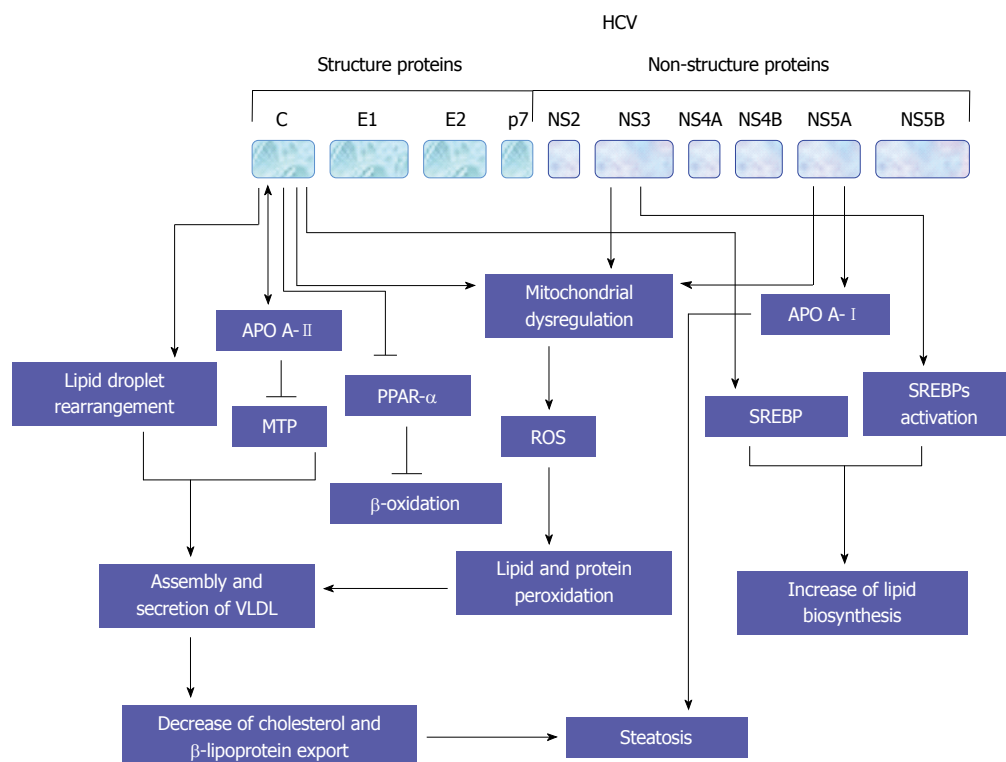 HCV
Structure proteins
Non-structure proteins
C
E1
E2
p7
NS2
NS3
NS4A
NS4B
NS5A
NS5B
Mitochondrial
dysregulation
APO A-Ⅱ
APO A-Ⅰ
Lipid droplet
rearrangement
PPAR-α
MTP
ROS
SREBP
SREBPs
activation
β-oxidation
Assembly and
secretion of VLDL
Lipid and protein
peroxidation
Increase of lipid
biosynthesis
Decrease of cholesterol and
β-lipoprotein export
Steatosis